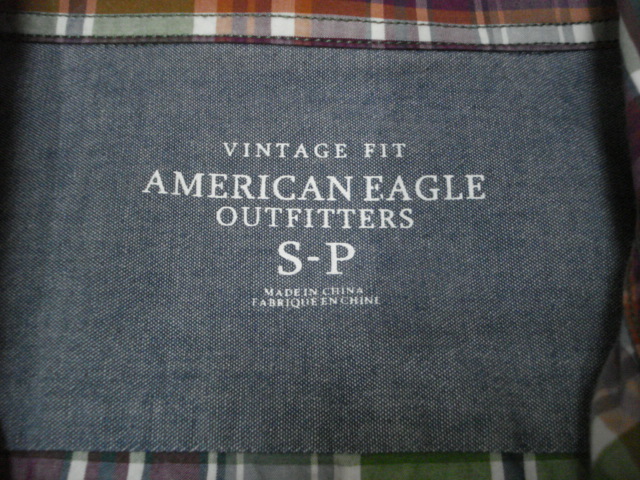 VINTAGE FIT
AMERICAN EAGLE
OUTFITTERS
S-P
MADE IN CHINA
FABRIQUE EN CHINE